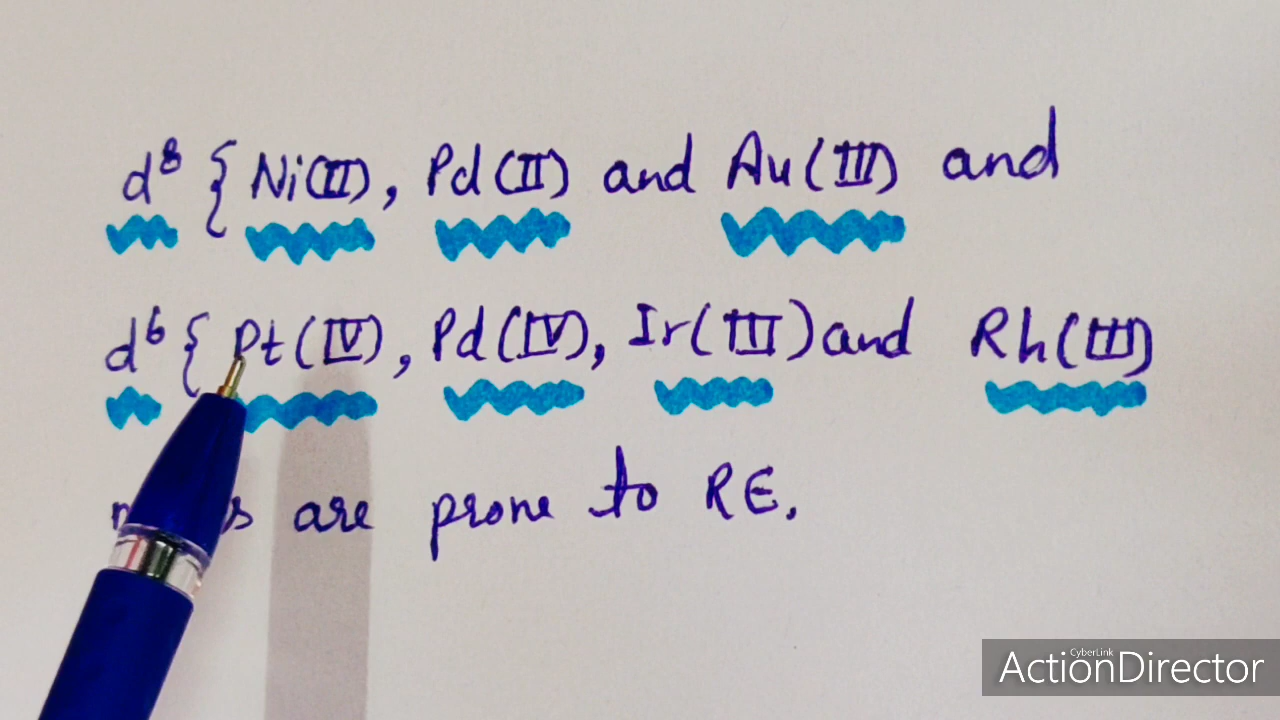 d⁸ { Ni(II), Pd(II) and Au(III) and
d⁶ { Pt(IV), Pd(IV), Ir(III) and Rh(III)
are prone to RE.
CyberLink
ActionDirector